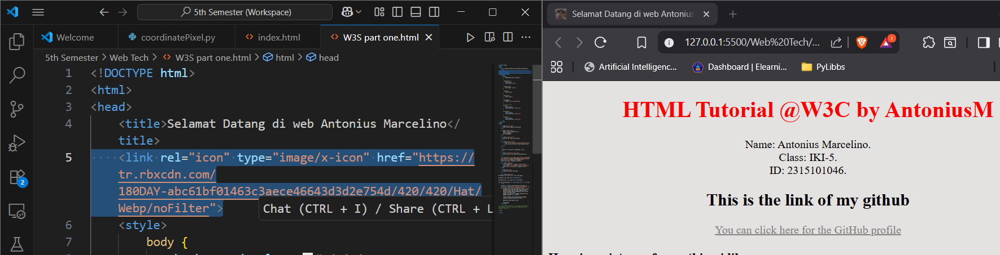 5th Semester (Workspace)
Welcome
coordinatePixel.py
index.html
W3S part one.html
5th Semester > Web Tech > W3S part one.html > html > head
1 <!DOCTYPE html>
2 <html>
3 <head>
4 <title>Selamat Datang di web Antonius Marcelino</
title>
5 <link rel="icon" type="image/x-icon" href="https://
tr.rbxcdn.com/
180DAY-abc61bf01463c3aece46643d3d2e754d/420/420/Hat/
Webp/noFilter">
Chat (CTRL + I) / Share (CTRL + L
6 <style>
7 body {
2
Selamat Datang di web Antonius
127.0.0.1:5500/Web%20Tech/...
1
Artificial Intelligenc...
Dashboard | Elearni...
PyLibbs
HTML Tutorial @W3C by AntoniusM
Name: Antonius Marcelino.
Class: IKI-5.
ID: 2315101046.
This is the link of my github
You can click here for the GitHub profile